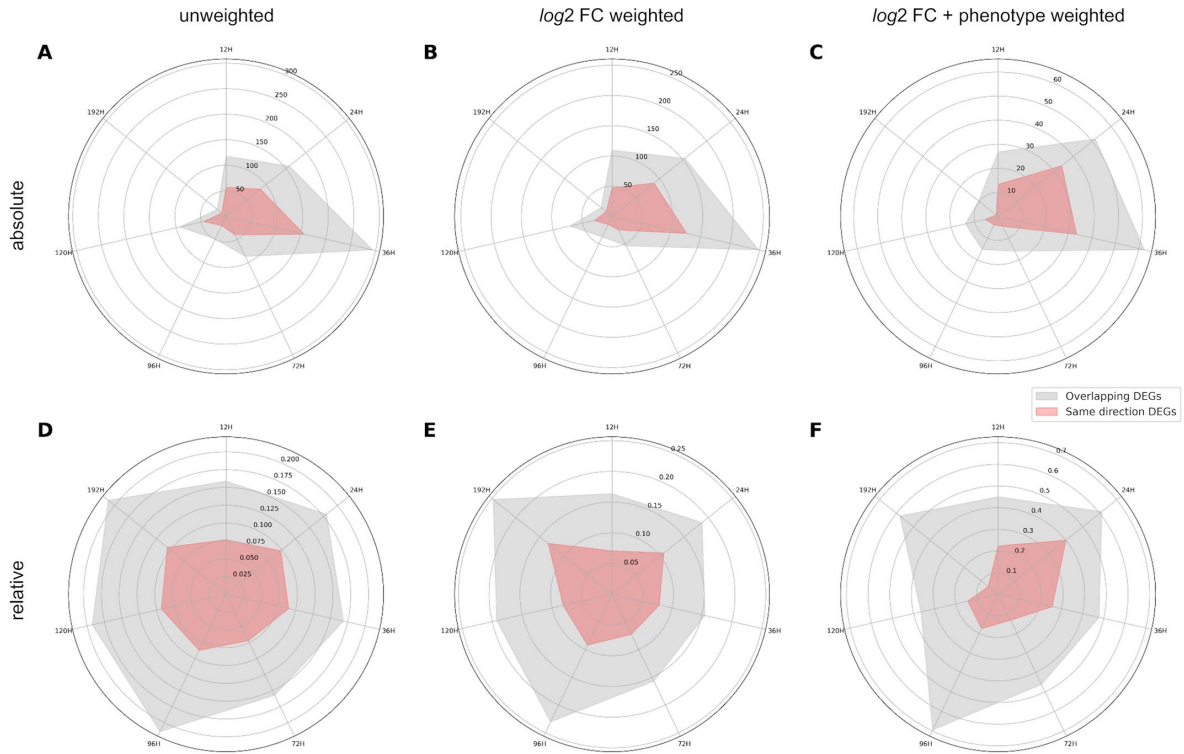 unweighted
log2 FC weighted
log2 FC + phenotype weighted
absolute
A
12H
24H
36H
72H
96H
120H
192H
50
100
150
200
250
300
B
12H
24H
36H
72H
96H
120H
192H
50
100
150
200
250
C
12H
24H
36H
72H
96H
120H
192H
10
20
30
40
50
60
Overlapping DEGs
Same direction DEGs
relative
D
12H
24H
36H
72H
96H
120H
192H
0.025
0.050
0.075
0.100
0.125
0.150
0.175
0.200
E
12H
24H
36H
72H
96H
120H
192H
0.05
0.10
0.15
0.20
0.25
F
12H
24H
36H
72H
96H
120H
192H
0.1
0.2
0.3
0.4
0.5
0.6
0.7